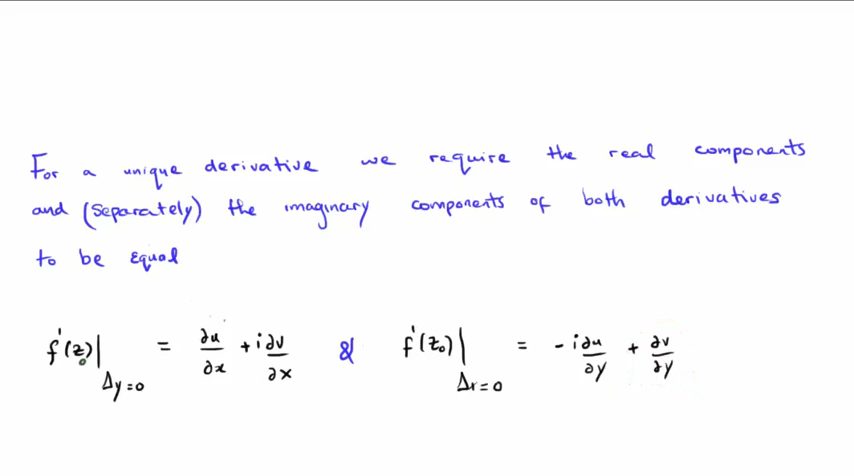 For a unique derivative we require the real components
and (separately) the imaginary components of both derivatives
to be equal
f'(z₀)|Δy=0 = ∂u/∂x + i∂v/∂x & f'(z₀)|Δx=0 = -i∂u/∂y + ∂v/∂y